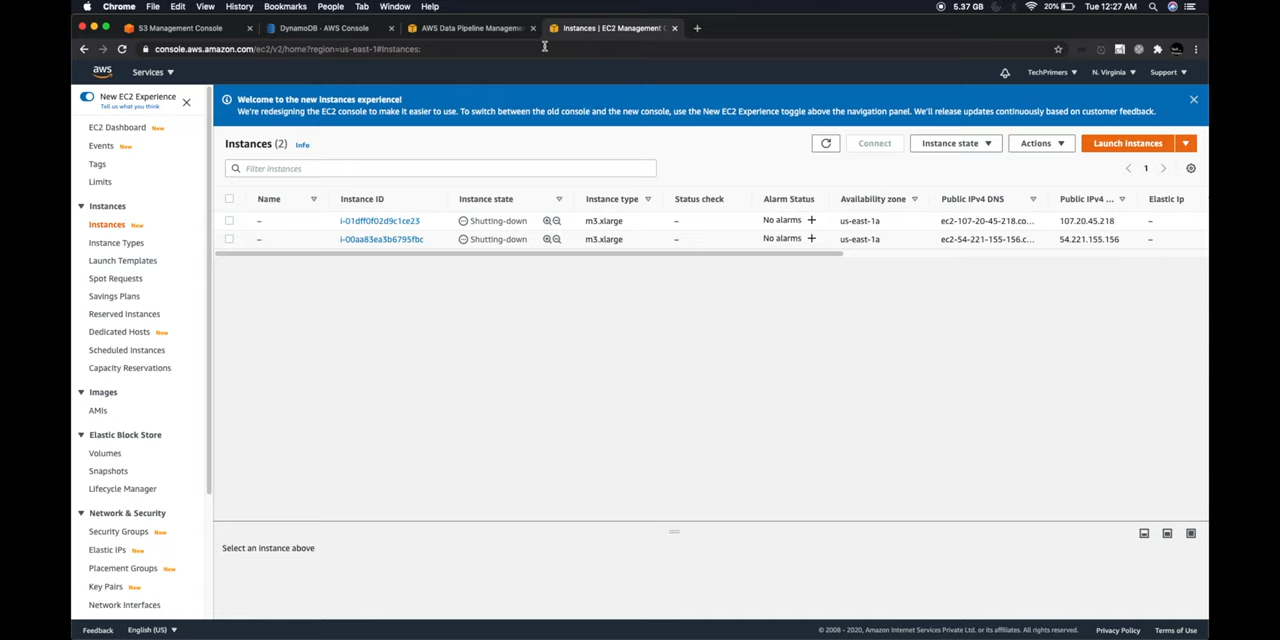 Chrome File Edit View History Bookmarks People Tab Window Help 5.37 GB 20% Tue 12:27 AM
S3 Management Console DynamoDB - AWS Console AWS Data Pipeline Manageme Instances | EC2 Management C
console.aws.amazon.com/ec2/v2/home?region=us-east-1#Instances:
aws Services TechPrimers N. Virginia Support
New EC2 Experience
Tell us what you think
EC2 Dashboard New
Events New
Tags
Limits
Instances
Instances New
Instance Types
Launch Templates
Spot Requests
Savings Plans
Reserved Instances
Dedicated Hosts New
Scheduled Instances
Capacity Reservations
Images
AMIs
Elastic Block Store
Volumes
Snapshots
Lifecycle Manager
Network & Security
Security Groups New
Elastic IPs New
Placement Groups New
Key Pairs New
Network Interfaces
Welcome to the new instances experience!
We're redesigning the EC2 console to make it easier to use. To switch between the old console and the new console, use the New EC2 Experience toggle above the navigation panel. We'll release updates continuously based on customer feedback.
Instances (2) Info Connect Instance state Actions Launch instances
Filter instances 1
Name Instance ID Instance state Instance type Status check Alarm Status Availability zone Public IPv4 DNS Public IPv4 ... Elastic Ip
– i-01dff0f02d9c1ce23 Shutting-down m3.xlarge – No alarms + us-east-1a ec2-107-20-45-218.co... 107.20.45.218 –
– i-00aa83ea3b6795fbc Shutting-down m3.xlarge – No alarms + us-east-1a ec2-54-221-155-156.c... 54.221.155.156 –
Select an instance above
Feedback English (US) © 2008 - 2020, Amazon Internet Services Private Ltd. or its affiliates. All rights reserved. Privacy Policy Terms of Use